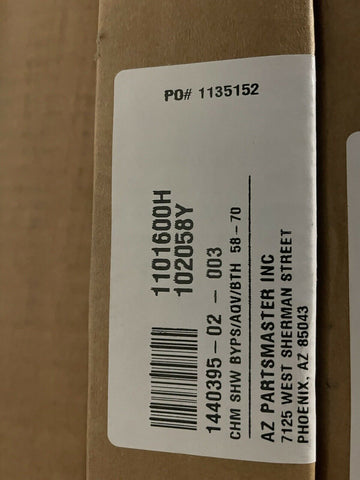 PO# 1135152
1101600H
102058Y
1440395-02-003
CHM SHW BYPS/AQV/BTH 58-70
AZ PARTSMASTER INC
7125 WEST SHERMAN STREET
PHOENIX, AZ 85043